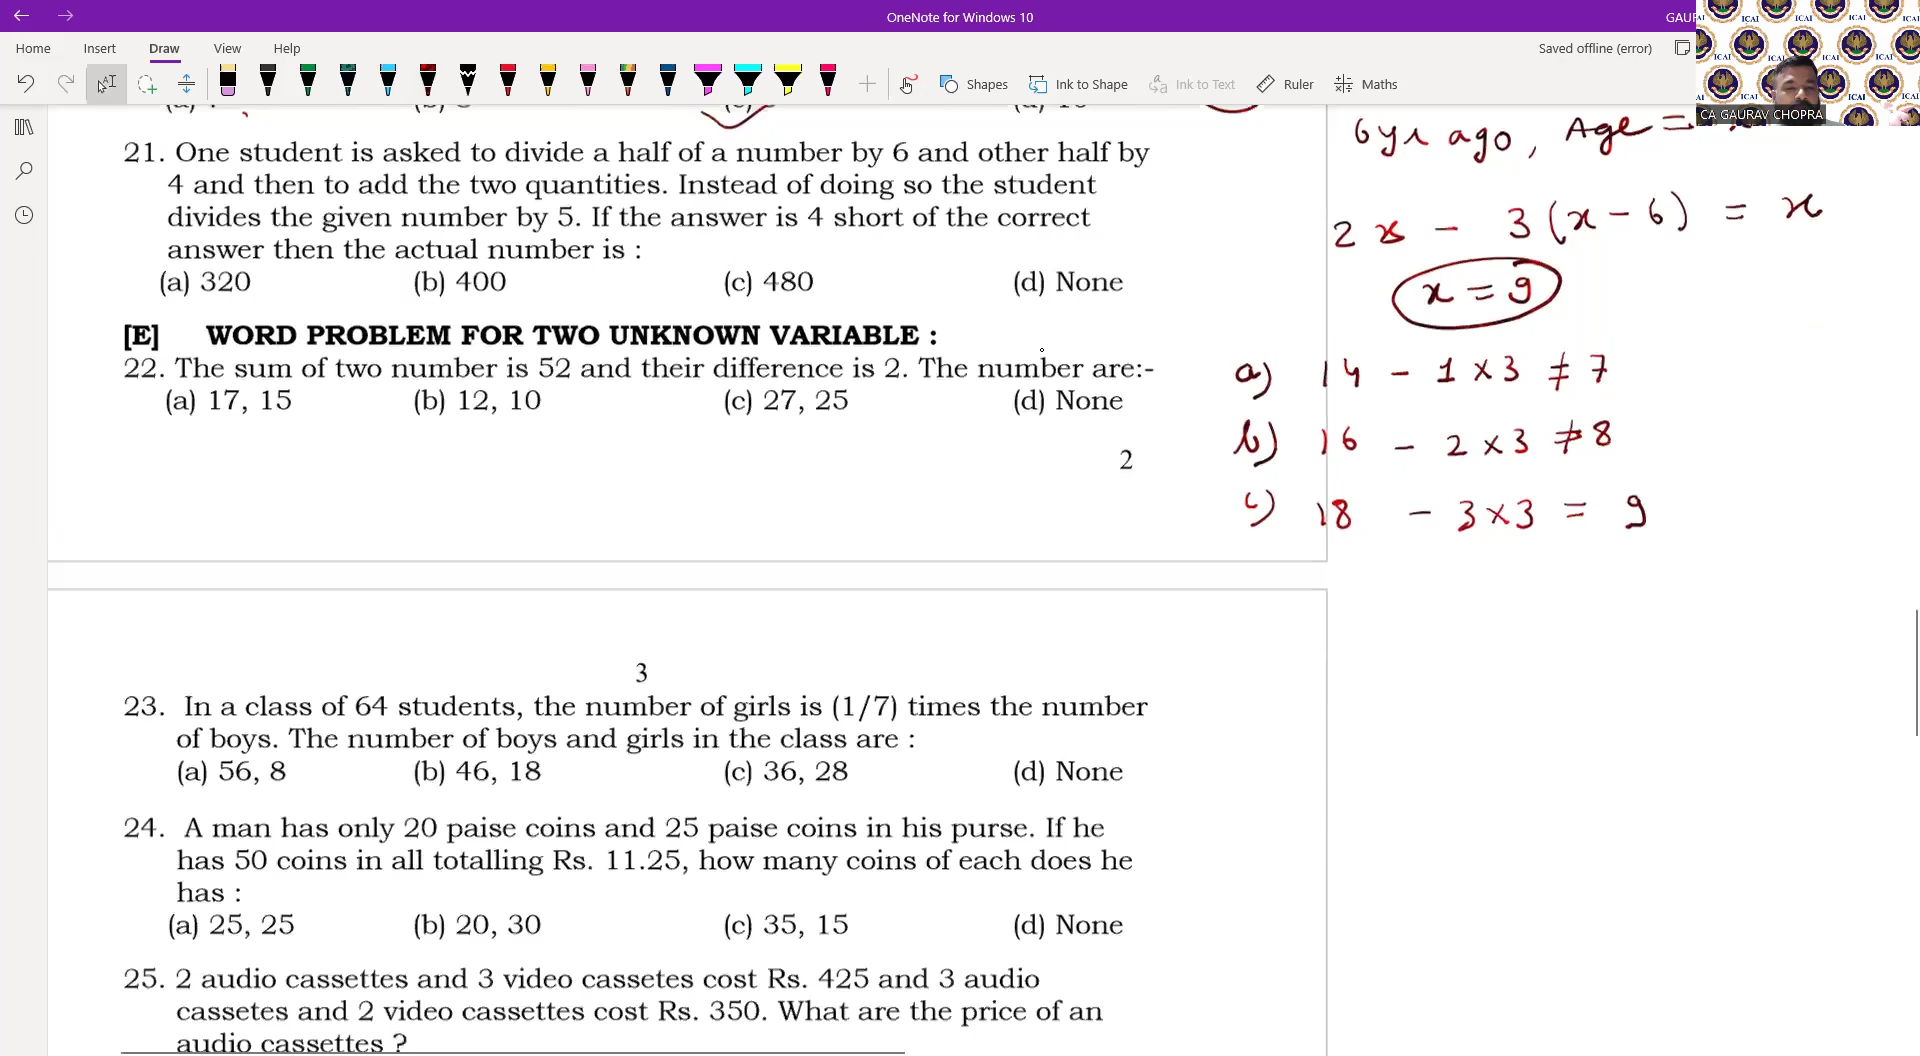 OneNote for Windows 10
GAUR
Home Insert Draw View Help
Saved offline (error)
Shapes Ink to Shape Ink to Text Ruler Maths
ICAI
CA GAURAV CHOPRA
6yr ago, Age =
21. One student is asked to divide a half of a number by 6 and other half by
4 and then to add the two quantities. Instead of doing so the student
divides the given number by 5. If the answer is 4 short of the correct
answer then the actual number is :
(a) 320 (b) 400 (c) 480 (d) None
2x - 3(x-6) = x
x = 9
[E] WORD PROBLEM FOR TWO UNKNOWN VARIABLE :
22. The sum of two number is 52 and their difference is 2. The number are:-
(a) 17, 15 (b) 12, 10 (c) 27, 25 (d) None
a) 14 - 1×3 ≠ 7
b) 16 - 2×3 ≠ 8
c) 18 - 3×3 = 9
2
3
23. In a class of 64 students, the number of girls is (1/7) times the number
of boys. The number of boys and girls in the class are :
(a) 56, 8 (b) 46, 18 (c) 36, 28 (d) None
24. A man has only 20 paise coins and 25 paise coins in his purse. If he
has 50 coins in all totalling Rs. 11.25, how many coins of each does he
has :
(a) 25, 25 (b) 20, 30 (c) 35, 15 (d) None
25. 2 audio cassettes and 3 video cassetes cost Rs. 425 and 3 audio
cassetes and 2 video cassettes cost Rs. 350. What are the price of an
audio cassettes ?